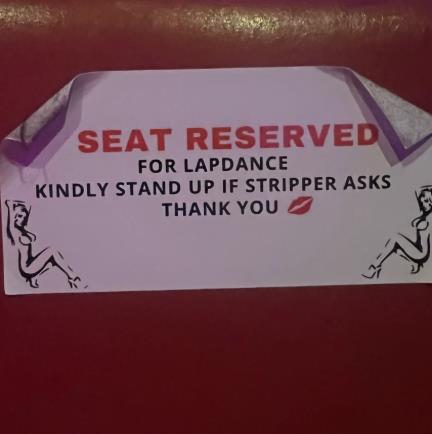 SEAT RESERVED
FOR LAPDANCE
KINDLY STAND UP IF STRIPPER ASKS
THANK YOU 💋